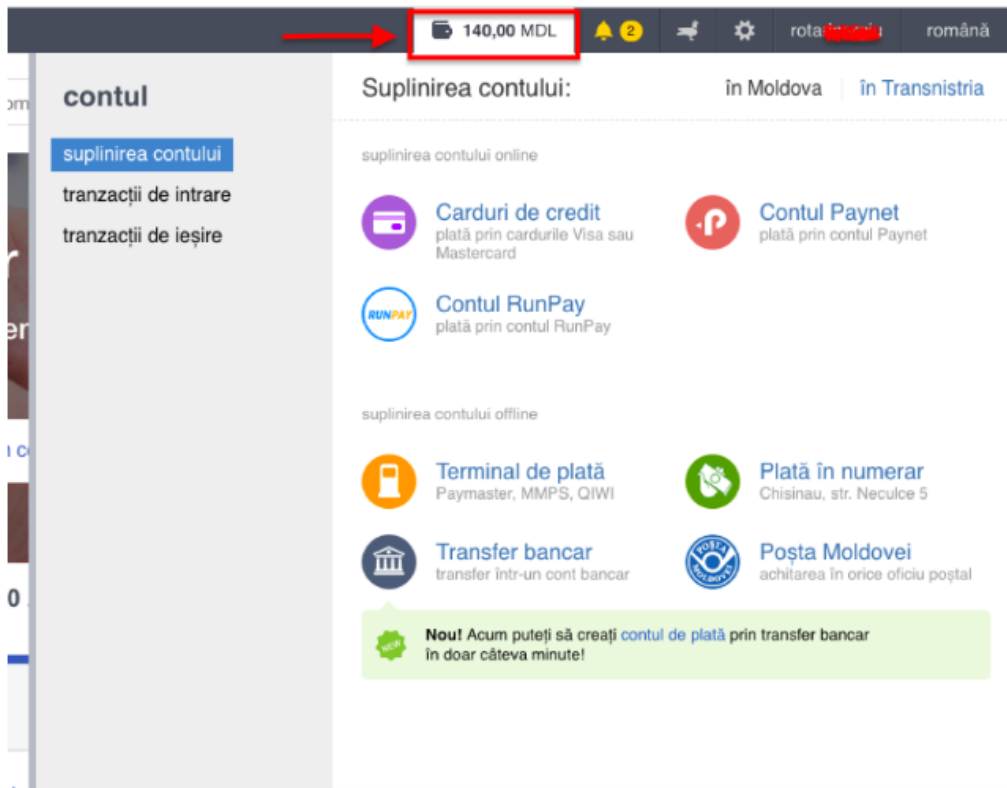 140,00 MDL
2
română
contul
suplinirea contului
tranzacții de intrare
tranzacții de ieșire
Suplinirea contului:
în Moldova
în Transnistria
suplinirea contului online
Carduri de credit
plată prin cardurile Visa sau
Mastercard
Contul Paynet
plată prin contul Paynet
RUNPAY
Contul RunPay
plată prin contul RunPay
suplinirea contului offline
Terminal de plată
Paymaster, MMPS, QIWI
Plată în numerar
Chisinau, str. Neculce 5
Transfer bancar
transfer într-un cont bancar
POȘTA MOLDOVEI
Poșta Moldovei
achitarea în orice oficiu poștal
NEW
Nou! Acum puteți să creați contul de plată prin transfer bancar
în doar câteva minute!